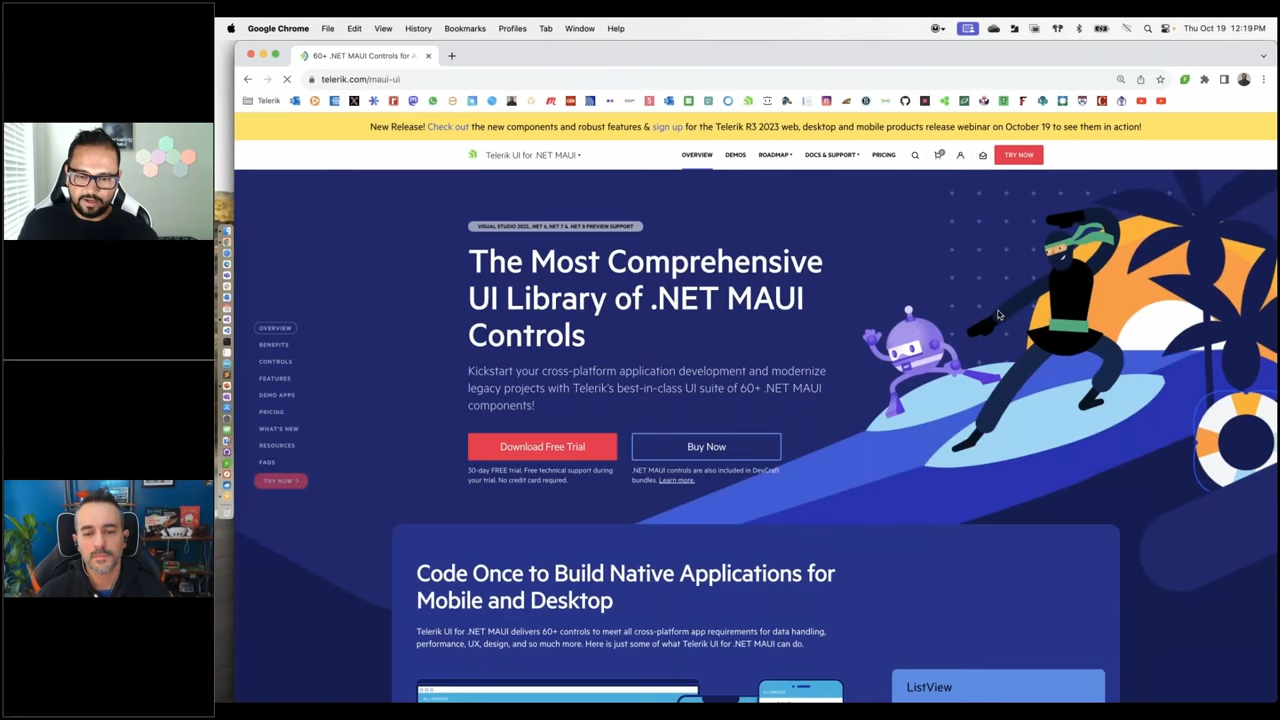 Google Chrome File Edit View History Bookmarks Profiles Tab Window Help
Thu Oct 19 12:19 PM
60+ .NET MAUI Controls for A
telerik.com/maui-ui
Telerik
New Release! Check out the new components and robust features & sign up for the Telerik R3 2023 web, desktop and mobile products release webinar on October 19 to see them in action!
Telerik UI for .NET MAUI
OVERVIEW DEMOS ROADMAP DOCS & SUPPORT PRICING
TRY NOW
VISUAL STUDIO 2022, .NET 6, NET 7 & .NET 8 PREVIEW SUPPORT
The Most Comprehensive
UI Library of .NET MAUI
Controls
Kickstart your cross-platform application development and modernize
legacy projects with Telerik's best-in-class UI suite of 60+ .NET MAUI
components!
Download Free Trial
Buy Now
30-day FREE trial. Free technical support during
your trial. No credit card required.
.NET MAUI controls are also included in DevCraft
bundles. Learn more.
OVERVIEW
BENEFITS
CONTROLS
FEATURES
DEMO APPS
PRICING
WHAT'S NEW
RESOURCES
FAQS
TRY NOW >
Code Once to Build Native Applications for
Mobile and Desktop
Telerik UI for .NET MAUI delivers 60+ controls to meet all cross-platform app requirements for data handling,
performance, UX, design, and so much more. Here is just some of what Telerik UI for .NET MAUI can do.
ListView